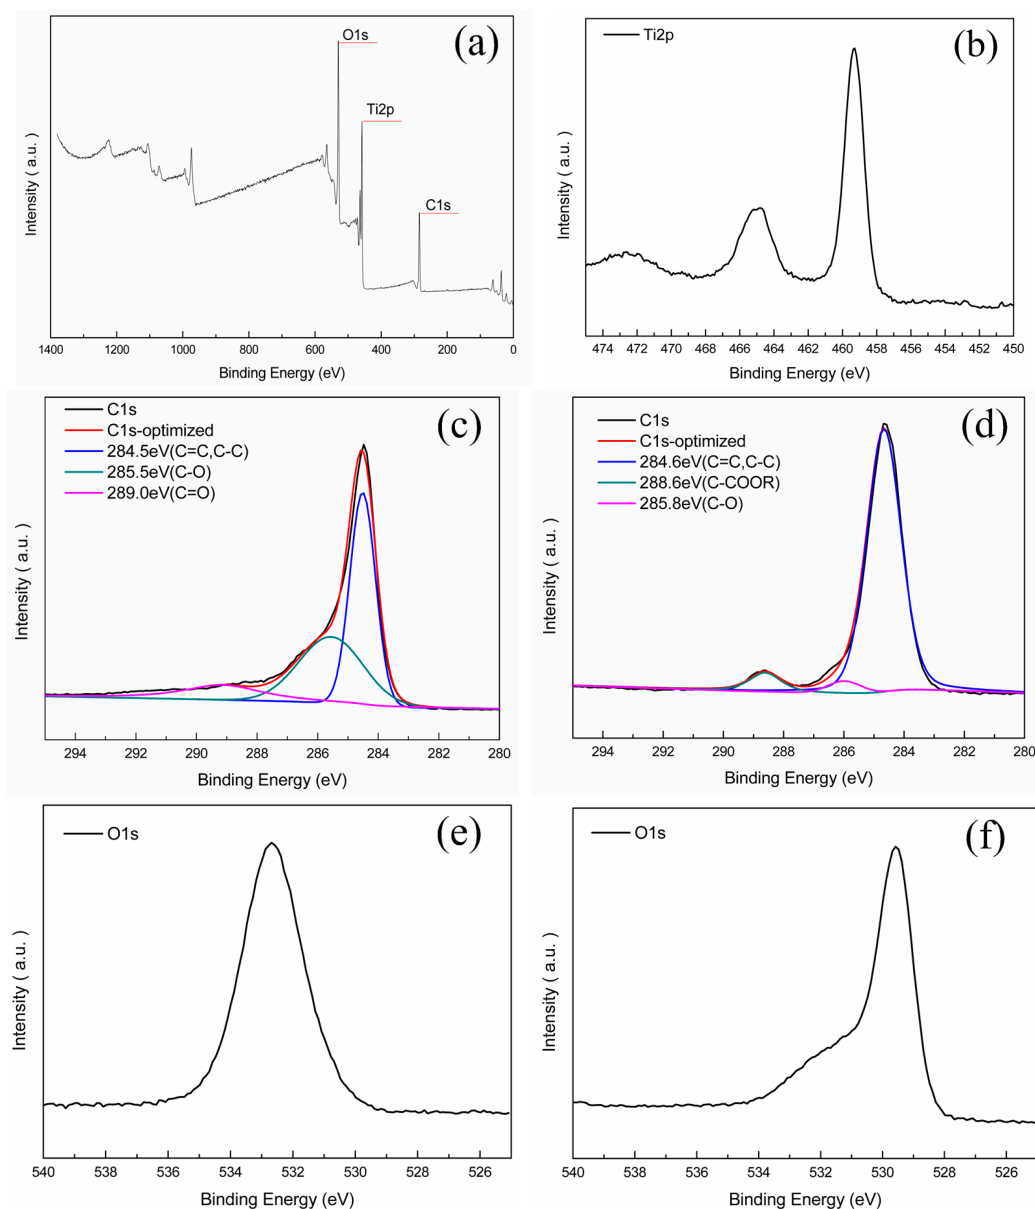 (a)
O1s
Ti2p
C1s
Intensity ( a.u. )
1400 1200 1000 800 600 400 200 0
Binding Energy (eV)
Ti2p
(b)
Intensity ( a.u. )
474 472 470 468 466 464 462 460 458 456 454 452 450
Binding Energy (eV)
C1s
C1s-optimized
284.5eV(C=C,C-C)
285.5eV(C-O)
289.0eV(C=O)
(c)
Intensity ( a.u. )
294 292 290 288 286 284 282 280
Binding Energy (eV)
C1s
C1s-optimized
284.6eV(C=C,C-C)
288.6eV(C-COOR)
285.8eV(C-O)
(d)
Intensity ( a.u. )
294 292 290 288 286 284 282 280
Binding Energy (eV)
O1s
(e)
Intensity ( a.u. )
540 538 536 534 532 530 528 526
Binding Energy (eV)
O1s
(f)
Intensity ( a.u. )
540 538 536 534 532 530 528 526
Binding Energy (eV)